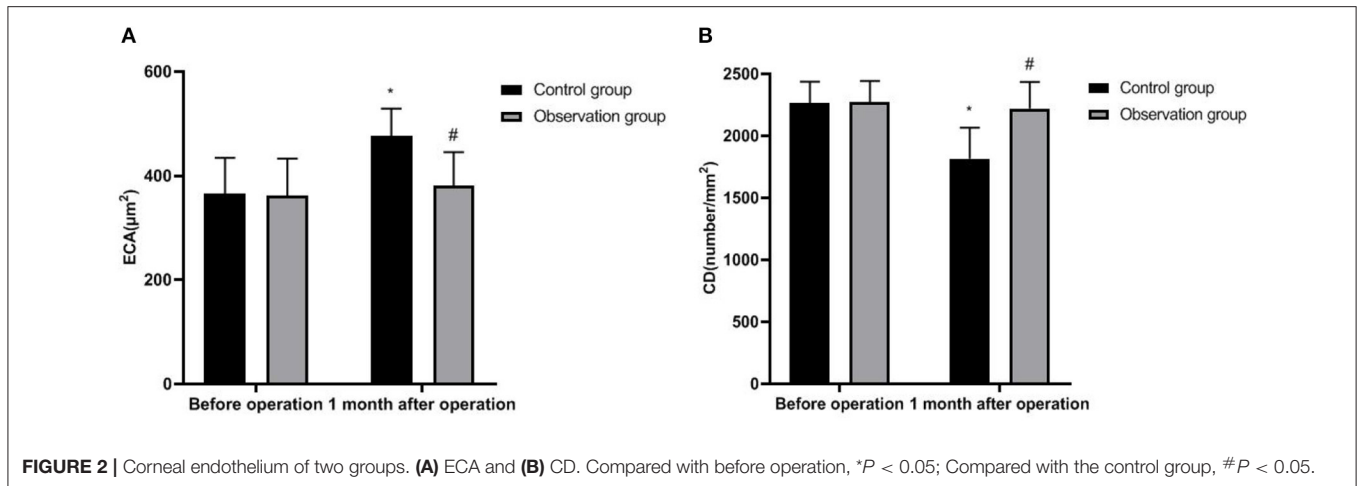 A
600
400
200
0
ECA(μm²)
*
#
Control group
Observation group
Before operation 1 month after operation
B
2500
2000
1500
1000
500
0
CD(number/mm²)
*
#
Control group
Observation group
Before operation 1 month after operation
FIGURE 2 | Corneal endothelium of two groups. (A) ECA and (B) CD. Compared with before operation, *P < 0.05; Compared with the control group, #P < 0.05.